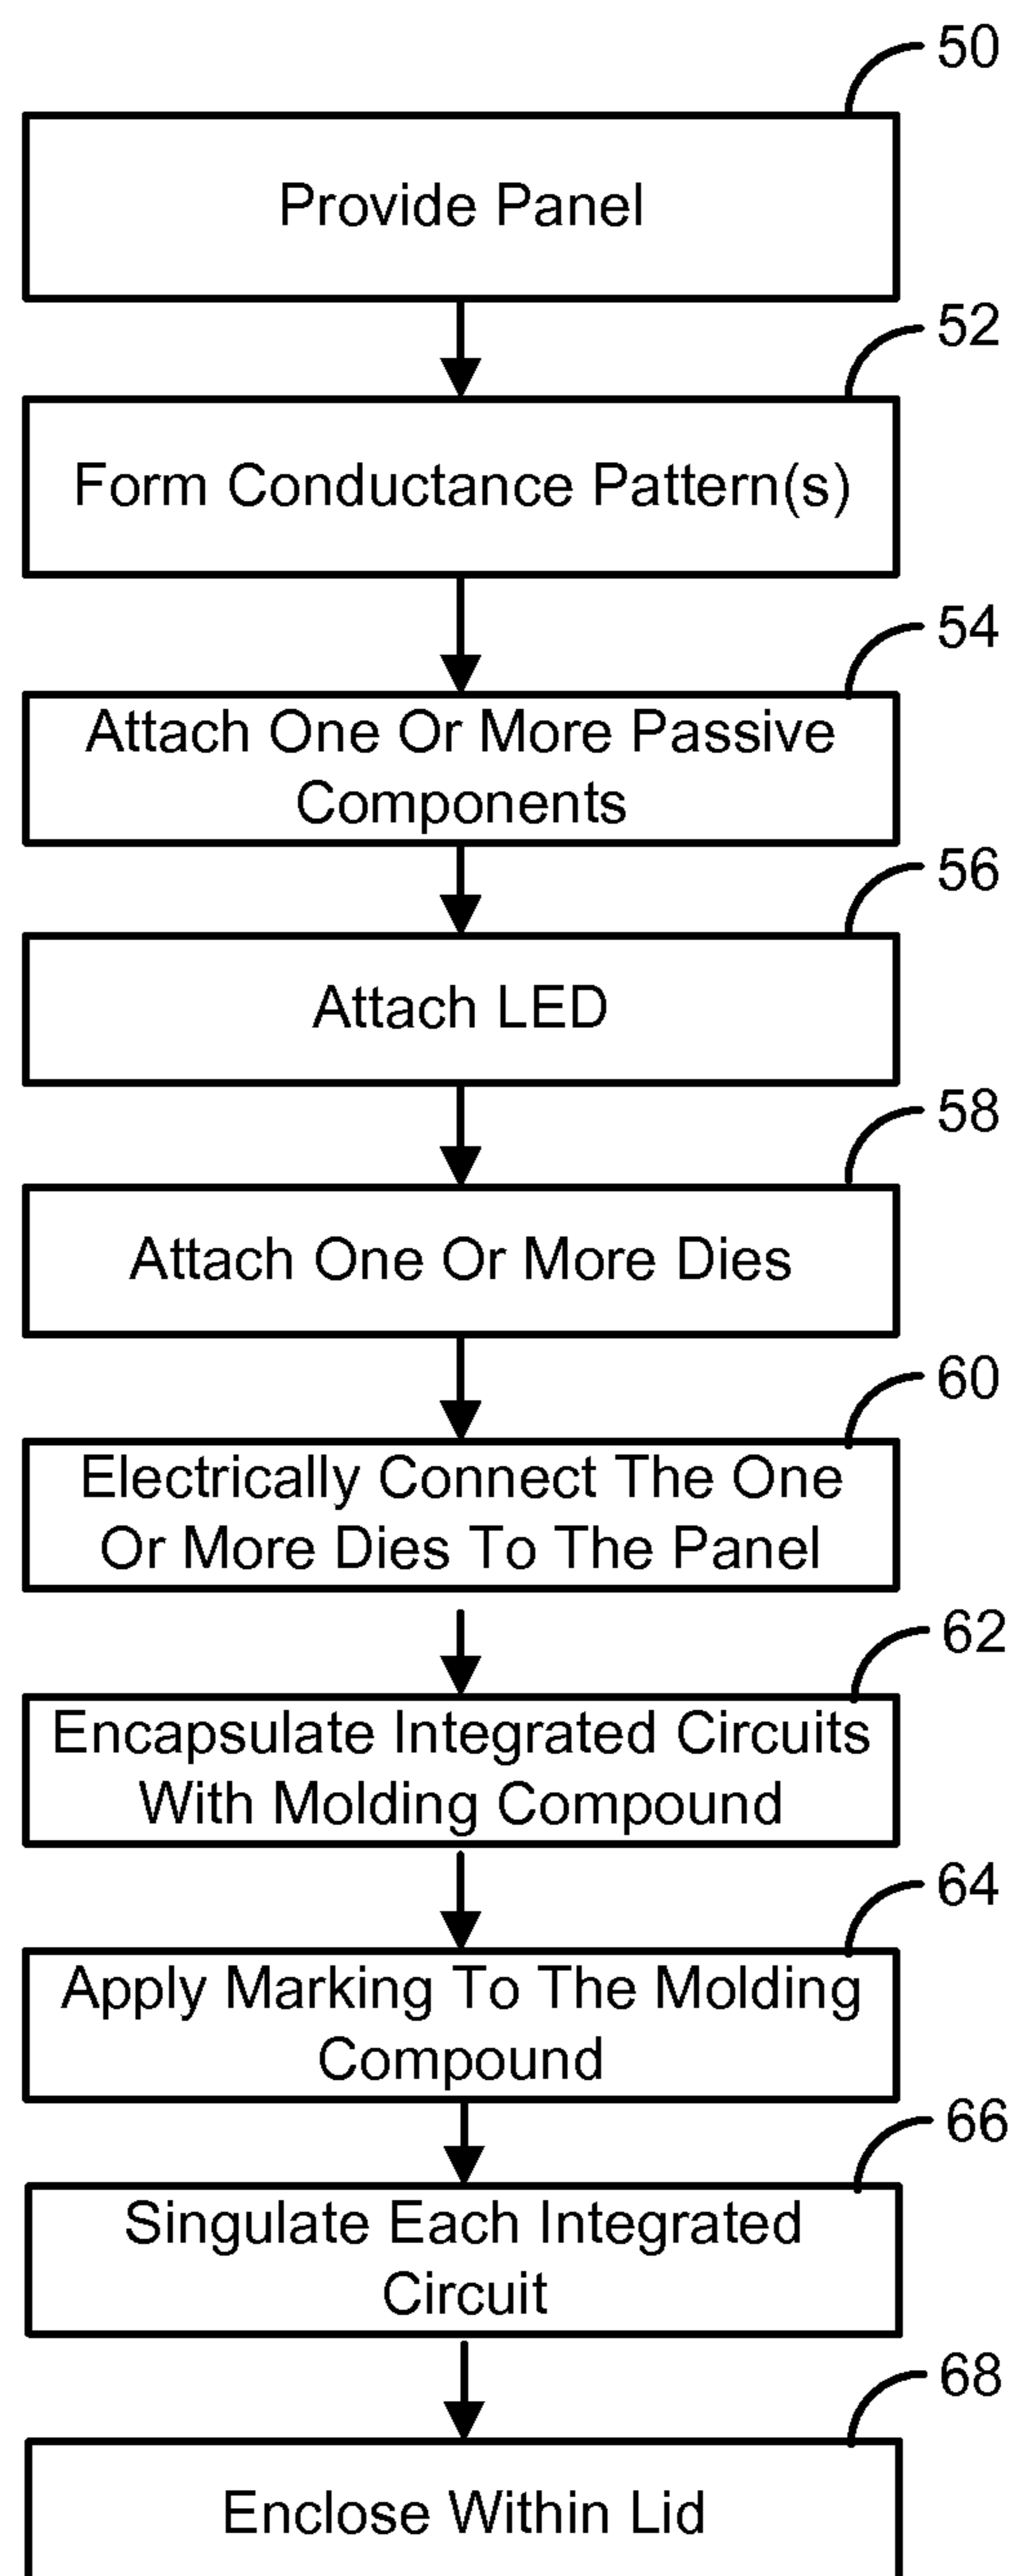 50
Provide Panel
52
Form Conductance Pattern(s)
54
Attach One Or More Passive
Components
56
Attach LED
58
Attach One Or More Dies
60
Electrically Connect The One
Or More Dies To The Panel
62
Encapsulate Integrated Circuits
With Molding Compound
64
Apply Marking To The Molding
Compound
66
Singulate Each Integrated
Circuit
68
Enclose Within Lid